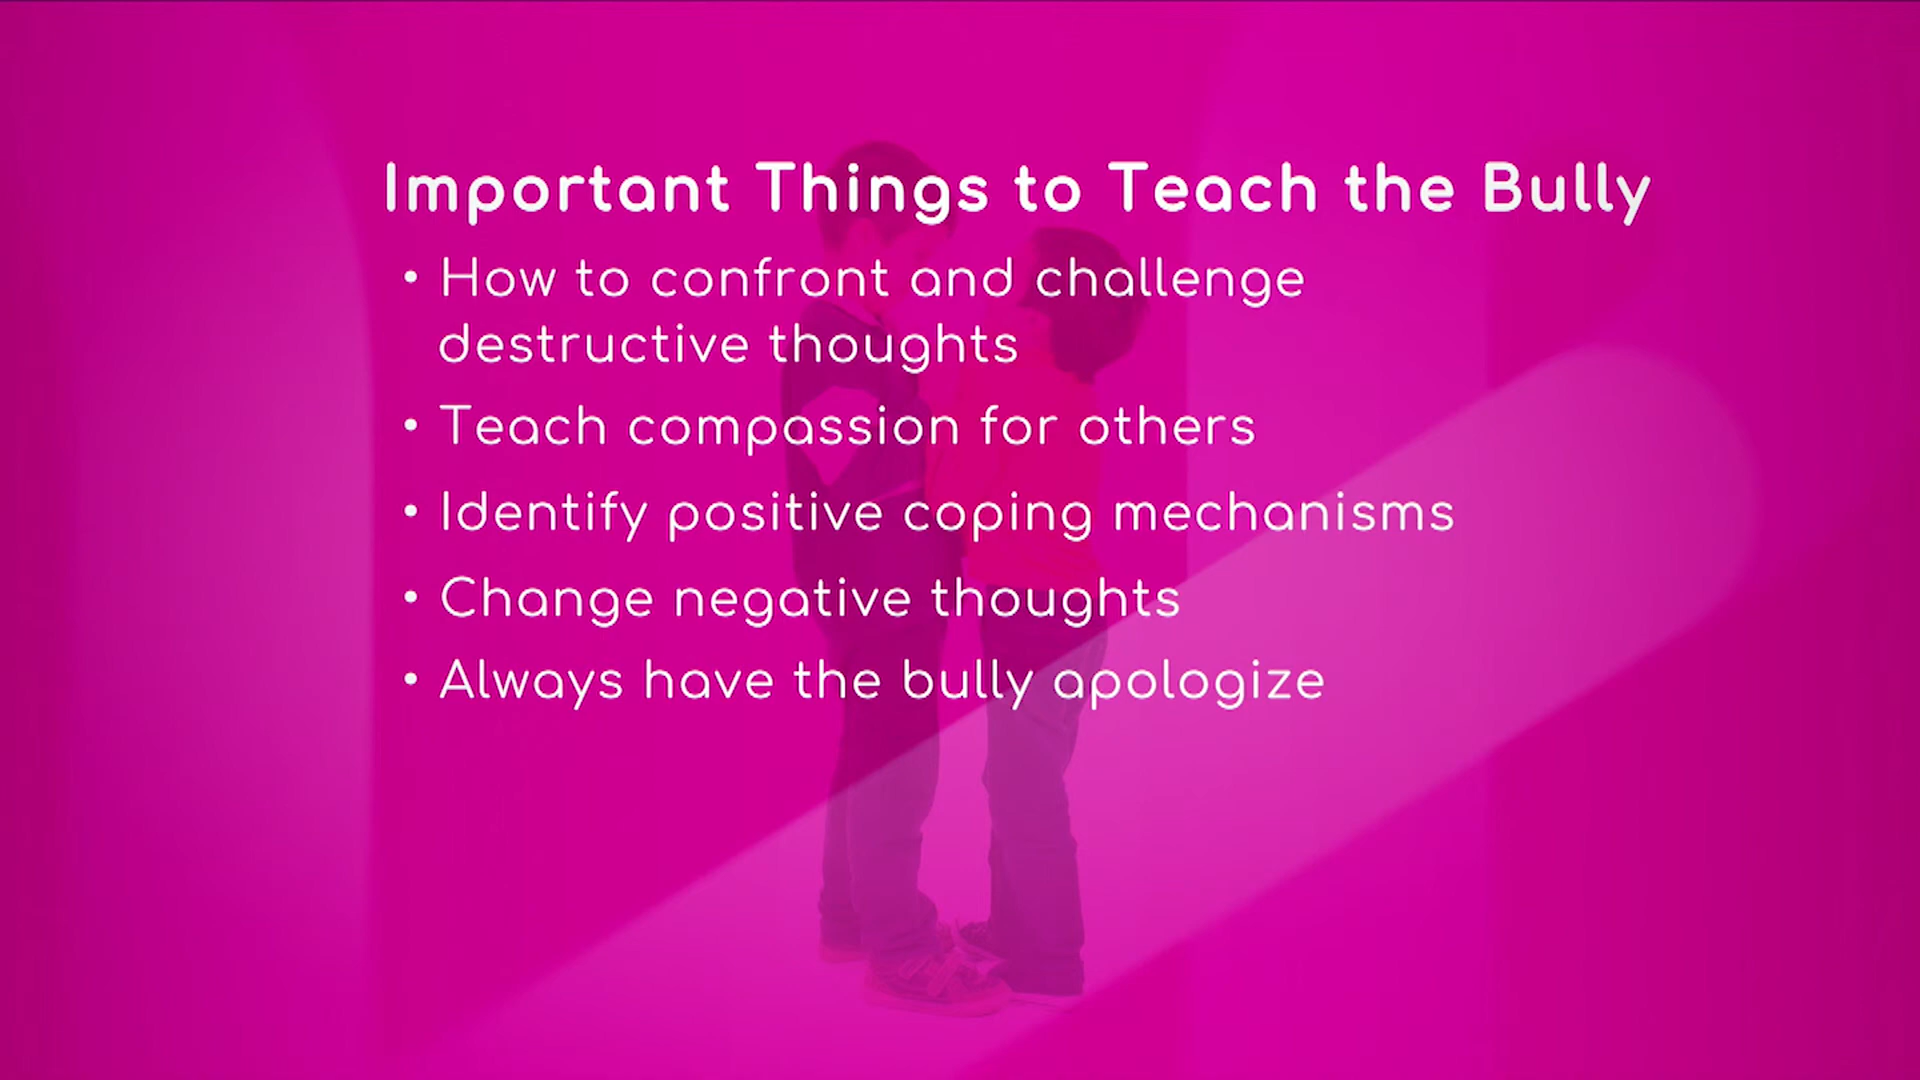 Important Things to Teach the Bully
• How to confront and challenge
destructive thoughts
• Teach compassion for others
• Identify positive coping mechanisms
• Change negative thoughts
• Always have the bully apologize